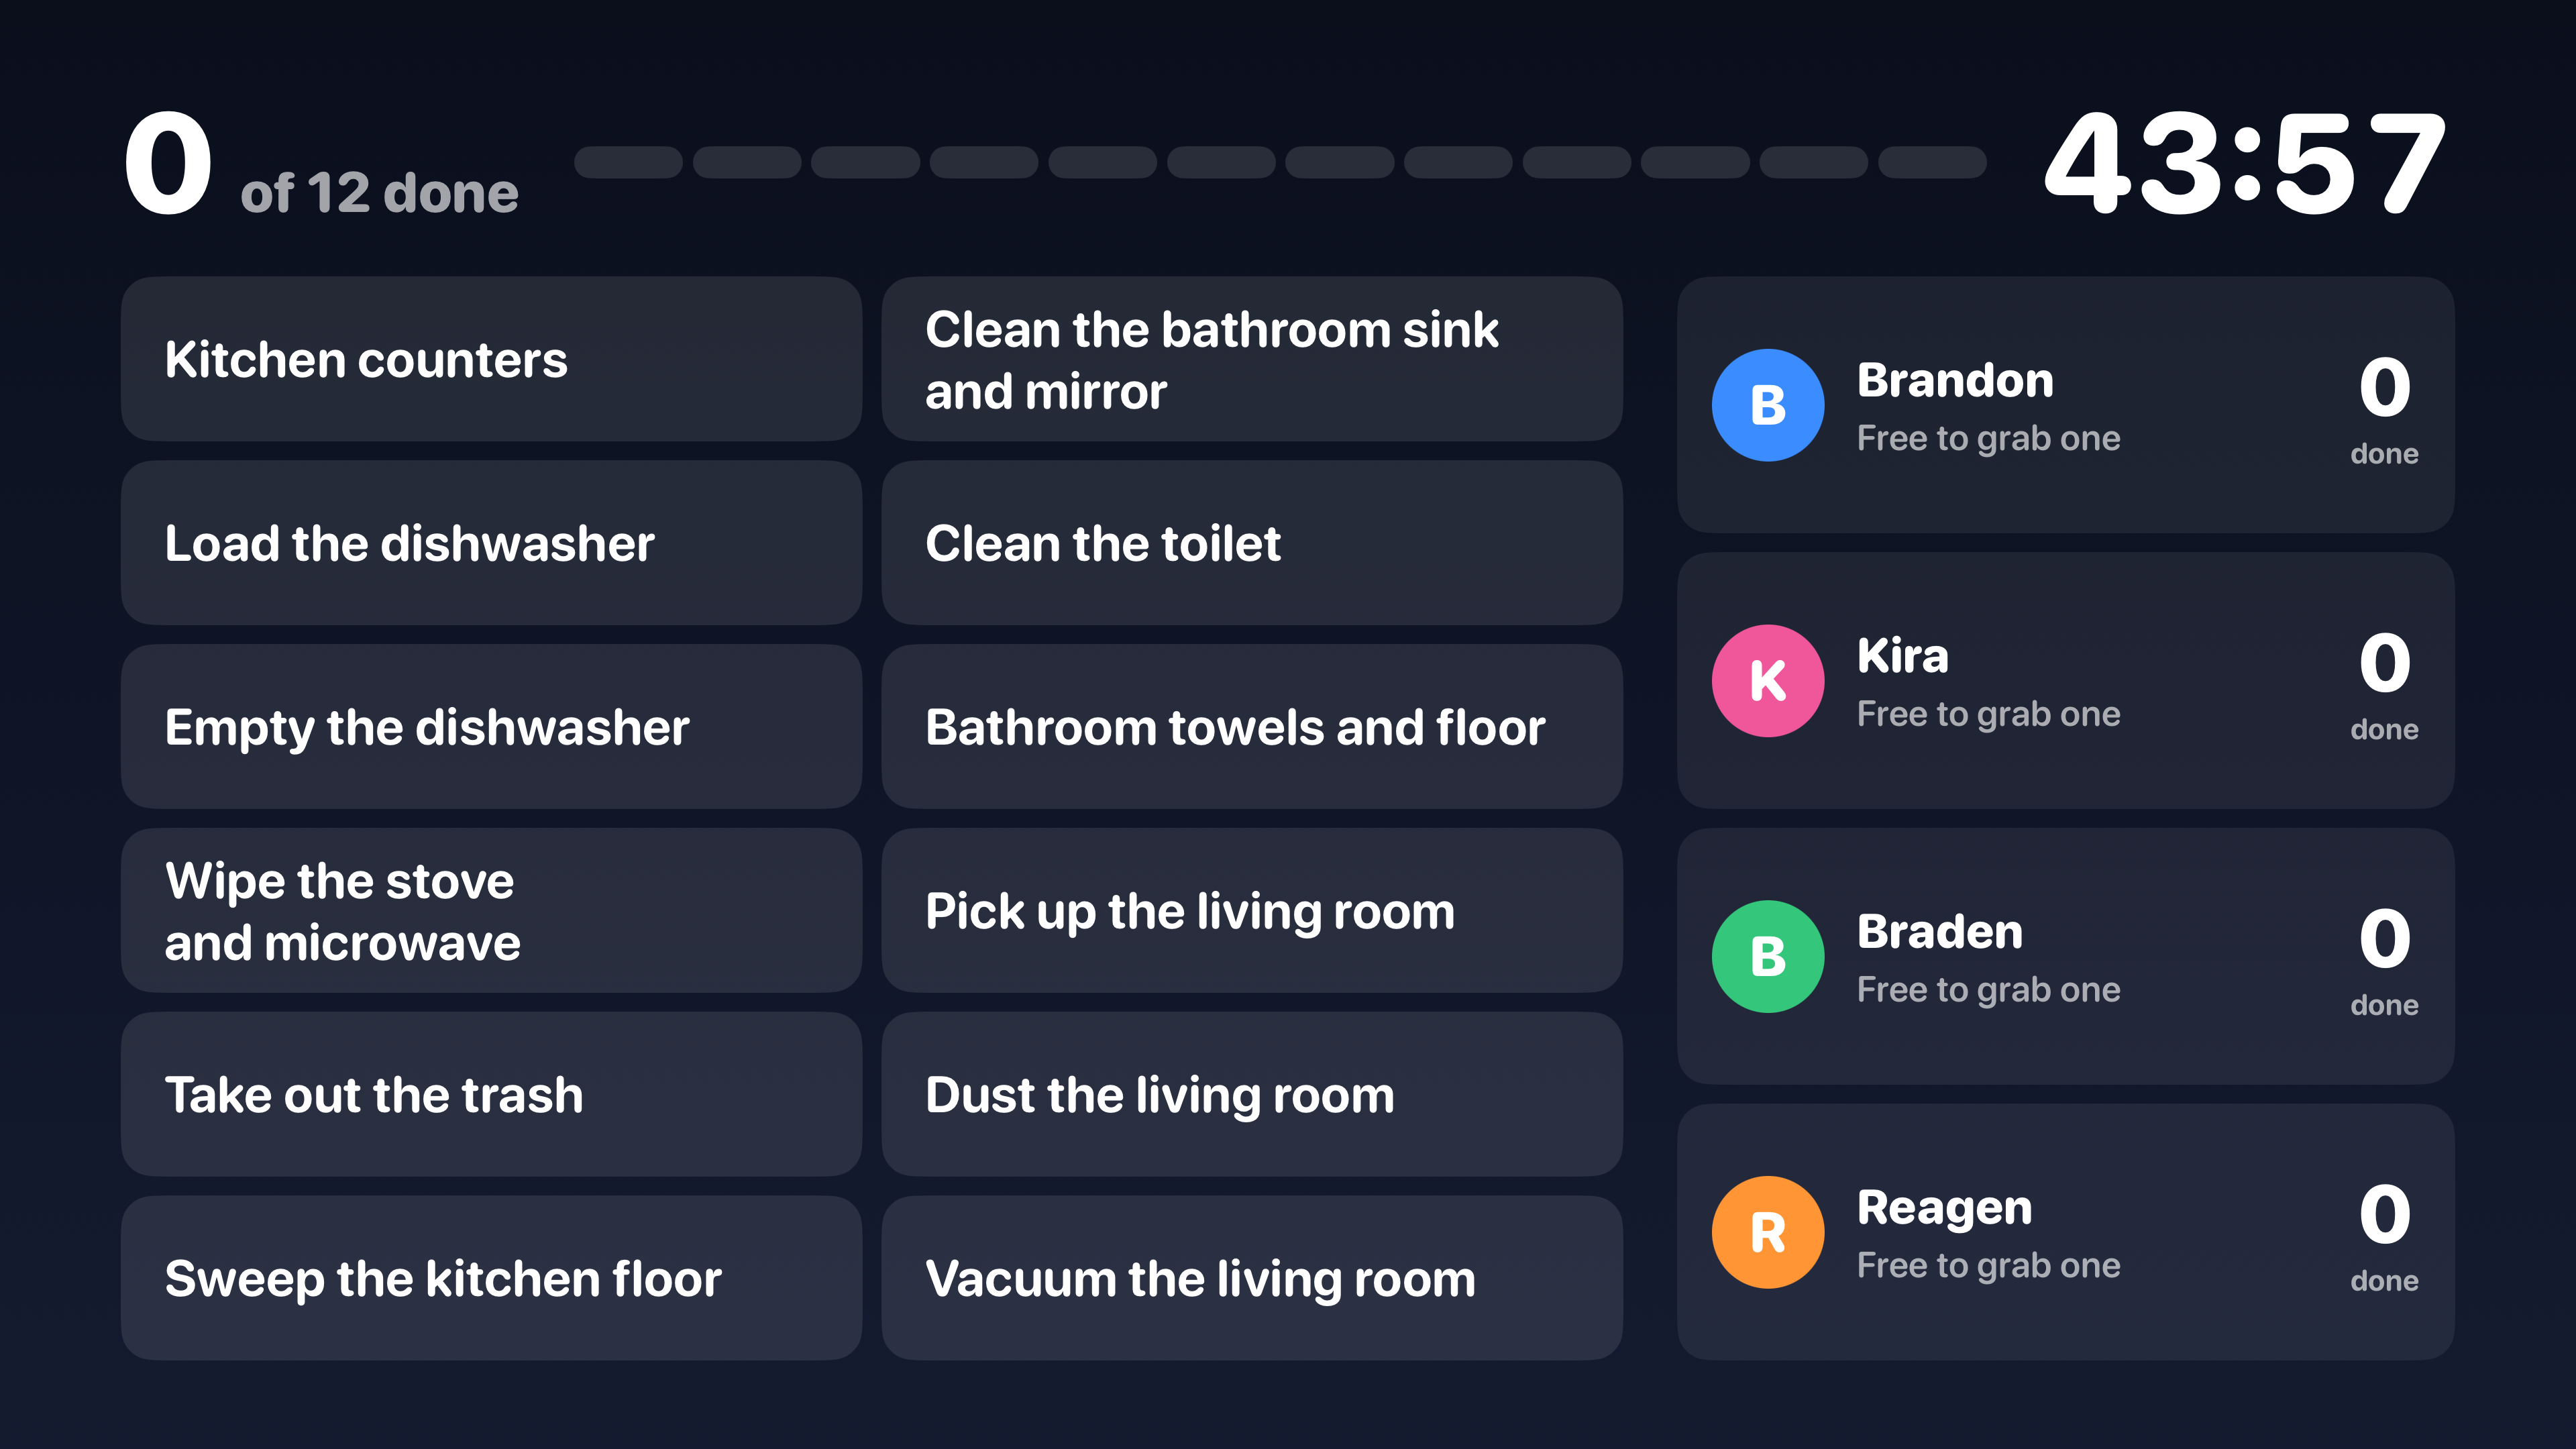 0 of 12 done
43:57
Kitchen counters
Load the dishwasher
Empty the dishwasher
Wipe the stove
and microwave
Take out the trash
Sweep the kitchen floor
Clean the bathroom sink
and mirror
Clean the toilet
Bathroom towels and floor
Pick up the living room
Dust the living room
Vacuum the living room
B
Brandon
Free to grab one
0
done
K
Kira
Free to grab one
0
done
B
Braden
Free to grab one
0
done
R
Reagen
Free to grab one
0
done